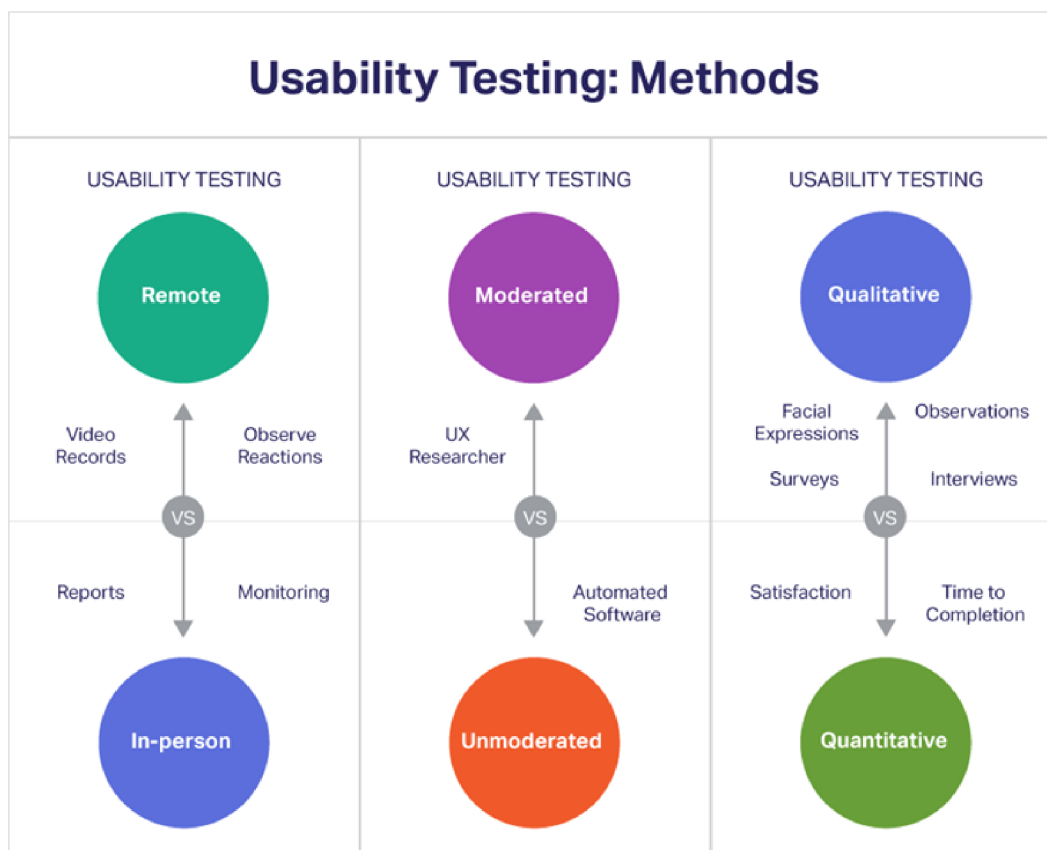 Usability Testing: Methods
USABILITY TESTING
Remote
Video
Records
Observe
Reactions
VS
Reports
Monitoring
In-person
USABILITY TESTING
Moderated
UX
Researcher
VS
Automated
Software
Unmoderated
USABILITY TESTING
Qualitative
Facial
Expressions
Observations
Surveys
Interviews
VS
Satisfaction
Time to
Completion
Quantitative